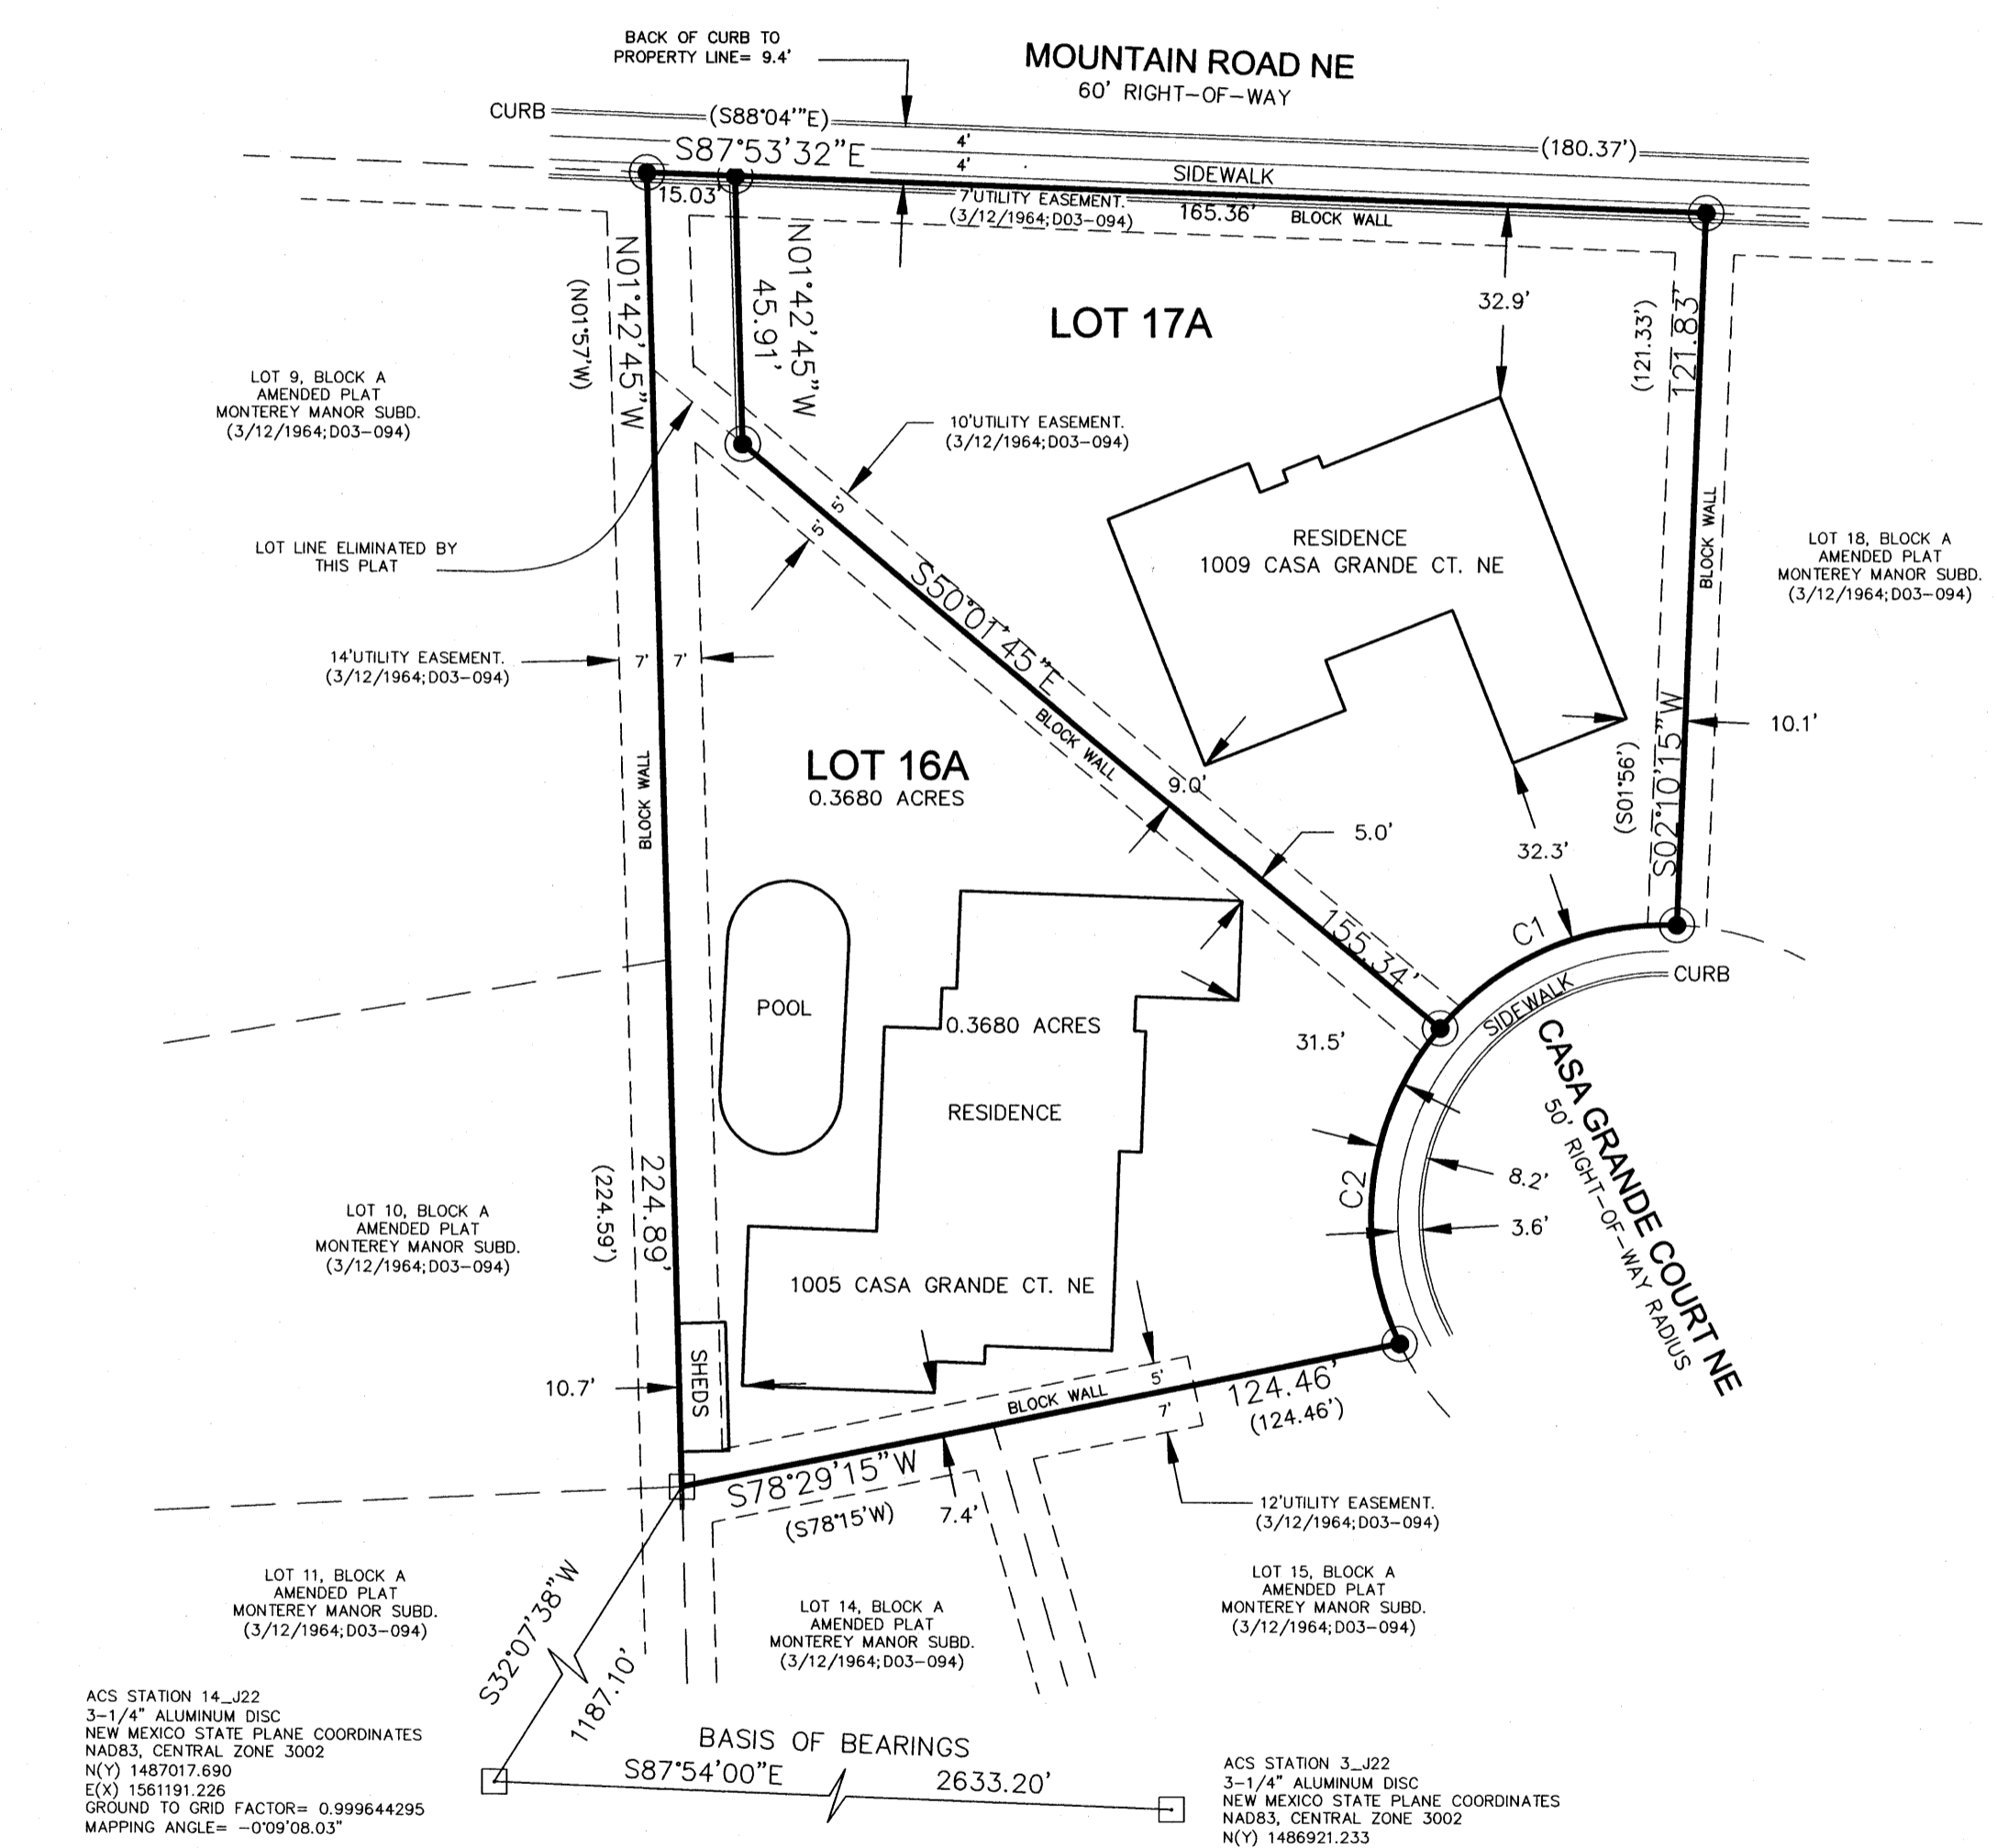 BACK OF CURB TO
PROPERTY LINE= 9.4'
MOUNTAIN ROAD NE
60' RIGHT-OF-WAY
CURB
(S88°04'"E)
(180.37')
4'
S87°53'32"E
4'
SIDEWALK
15.03'
7'UTILITY EASEMENT.
(3/12/1964;D03-094)
165.36'
BLOCK WALL
N01°42'45"W
(N01°57'W)
N01°42'45"W
45.91'
LOT 17A
32.9'
(121.33')
121.83'
LOT 9, BLOCK A
AMENDED PLAT
MONTEREY MANOR SUBD.
(3/12/1964;D03-094)
10'UTILITY EASEMENT.
(3/12/1964;D03-094)
5'
5'
LOT LINE ELIMINATED BY
THIS PLAT
RESIDENCE
1009 CASA GRANDE CT. NE
BLOCK WALL
LOT 18, BLOCK A
AMENDED PLAT
MONTEREY MANOR SUBD.
(3/12/1964;D03-094)
S50°01'45"E
14'UTILITY EASEMENT.
(3/12/1964;D03-094)
7'
7'
BLOCK WALL
10.1'
S02°10'15"W
(S01°56')
BLOCK WALL
LOT 16A
0.3680 ACRES
9.0'
5.0'
32.3'
155.34'
C1
CURB
SIDEWALK
POOL
0.3680 ACRES
31.5'
CASA GRANDE COURT NE
50' RIGHT-OF-WAY RADIUS
RESIDENCE
C2
8.2'
3.6'
224.89'
(224.59')
LOT 10, BLOCK A
AMENDED PLAT
MONTEREY MANOR SUBD.
(3/12/1964;D03-094)
1005 CASA GRANDE CT. NE
SHEDS
10.7'
BLOCK WALL
5'
7'
124.46'
(124.46')
S78°29'15"W
(S78°15'W)
7.4'
12'UTILITY EASEMENT.
(3/12/1964;D03-094)
LOT 11, BLOCK A
AMENDED PLAT
MONTEREY MANOR SUBD.
(3/12/1964;D03-094)
S32°07'38"W
1187.10'
LOT 14, BLOCK A
AMENDED PLAT
MONTEREY MANOR SUBD.
(3/12/1964;D03-094)
LOT 15, BLOCK A
AMENDED PLAT
MONTEREY MANOR SUBD.
(3/12/1964;D03-094)
ACS STATION 14_J22
3-1/4" ALUMINUM DISC
NEW MEXICO STATE PLANE COORDINATES
NAD83, CENTRAL ZONE 3002
N(Y) 1487017.690
E(X) 1561191.226
GROUND TO GRID FACTOR= 0.999644295
MAPPING ANGLE= -0°09'08.03"
BASIS OF BEARINGS
S87°54'00"E
2633.20'
ACS STATION 3_J22
3-1/4" ALUMINUM DISC
NEW MEXICO STATE PLANE COORDINATES
NAD83, CENTRAL ZONE 3002
N(Y) 1486921.233